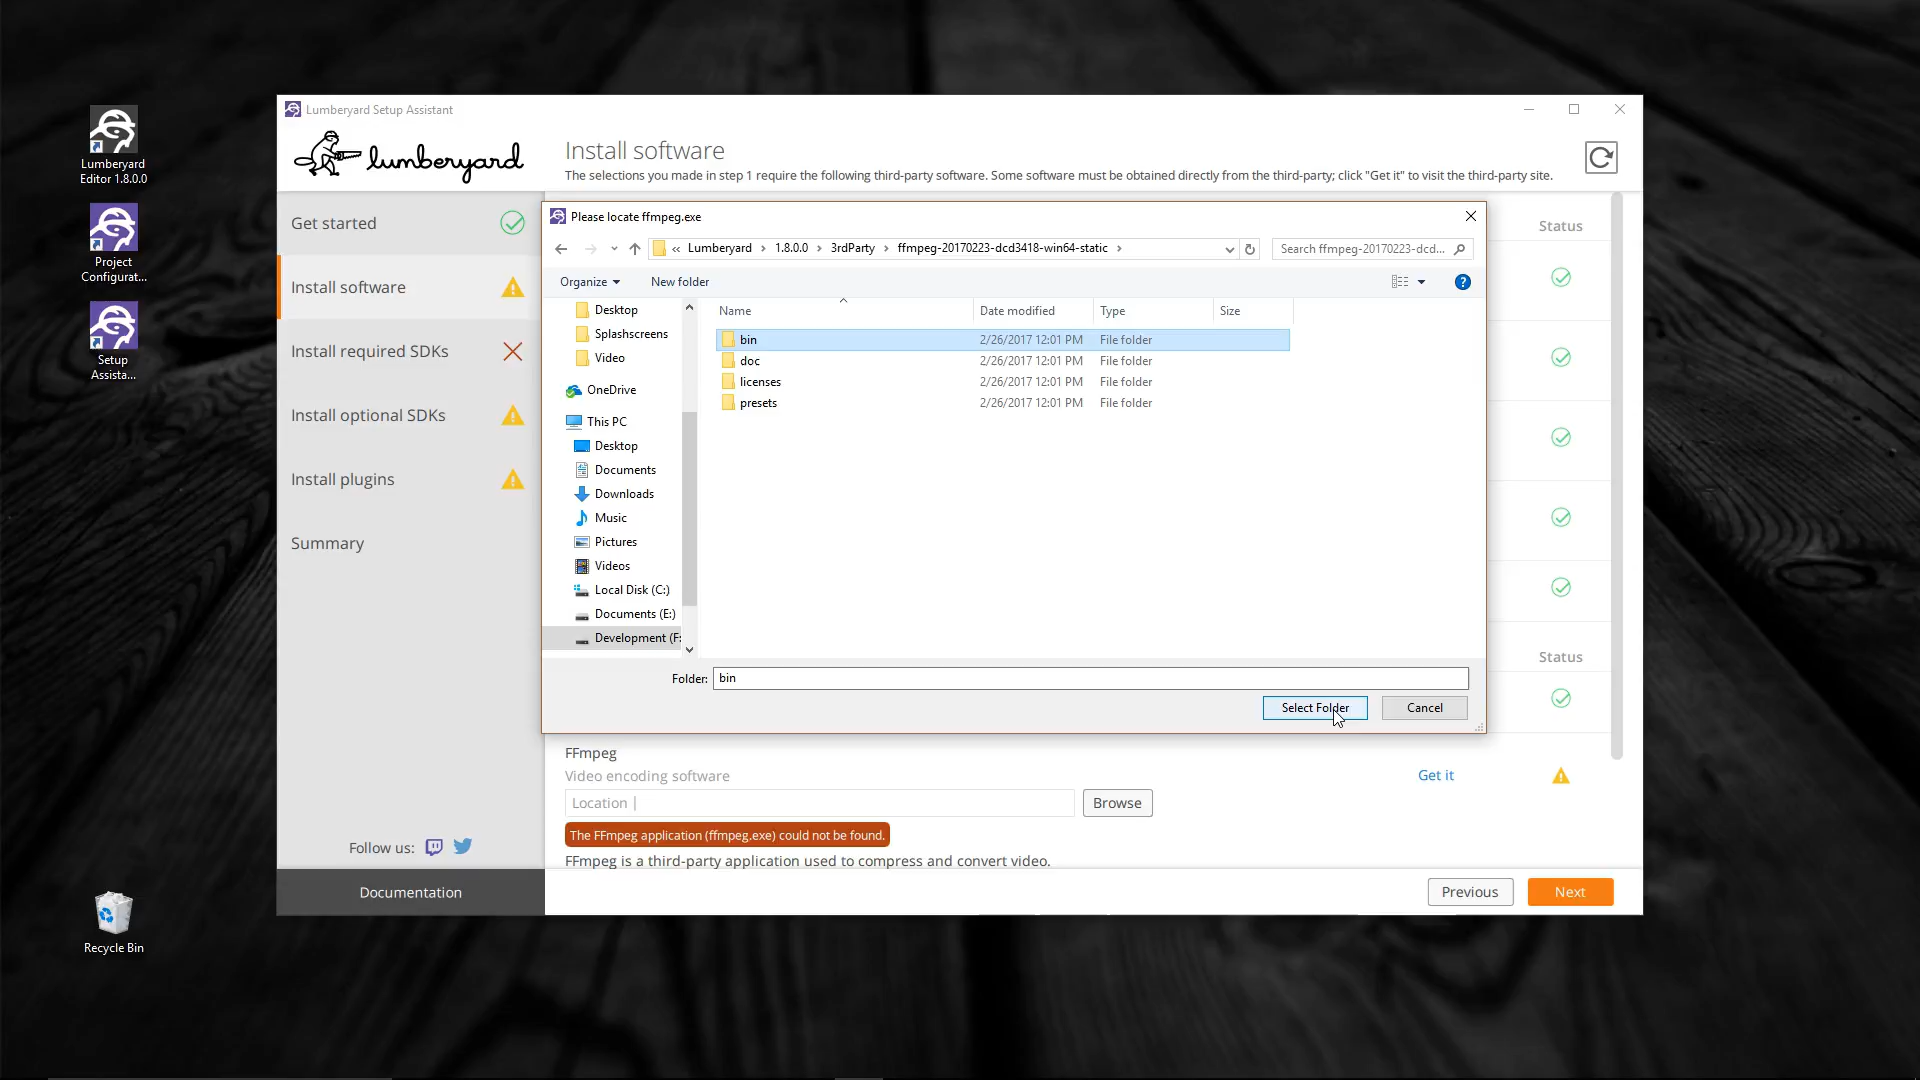 Lumberyard
Editor 1.8.0.0
Project
Configurat...
Setup
Assista...
Recycle Bin
Lumberyard Setup Assistant
lumberyard
Install software
The selections you made in step 1 require the following third-party software. Some software must be obtained directly from the third-party; click "Get it" to visit the third-party site.
Get started
Install software
Install required SDKs
Install optional SDKs
Install plugins
Summary
Follow us:
Documentation
Please locate ffmpeg.exe
« Lumberyard › 1.8.0.0 › 3rdParty › ffmpeg-20170223-dcd3418-win64-static ›
Search ffmpeg-20170223-dcd...
Organize
New folder
Desktop
Splashscreens
Video
OneDrive
This PC
Desktop
Documents
Downloads
Music
Pictures
Videos
Local Disk (C:)
Documents (E:)
Development (F:
Name Date modified Type Size
bin 2/26/2017 12:01 PM File folder
doc 2/26/2017 12:01 PM File folder
licenses 2/26/2017 12:01 PM File folder
presets 2/26/2017 12:01 PM File folder
Folder: bin
Select Folder Cancel
Status
Status
FFmpeg
Video encoding software
Get it
Location |
Browse
The FFmpeg application (ffmpeg.exe) could not be found.
FFmpeg is a third-party application used to compress and convert video.
Previous Next